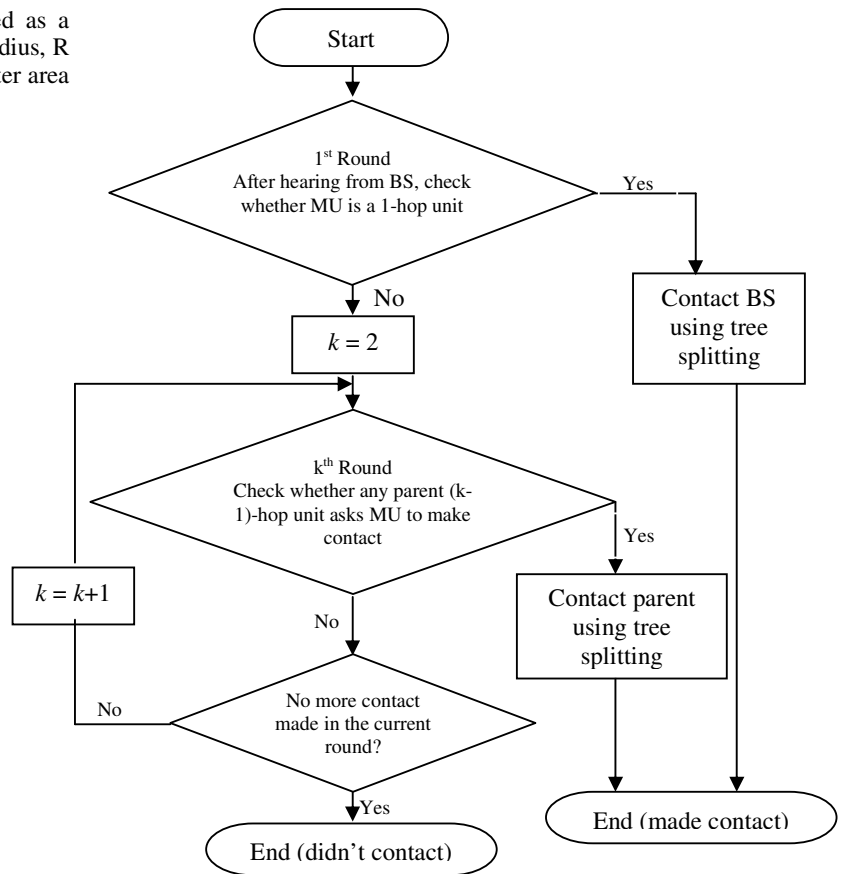 ed as a
dius, R
ter area
Start
1st Round
After hearing from BS, check
whether MU is a 1-hop unit
Yes
No
Contact BS
using tree
splitting
k = 2
kth Round
Check whether any parent (k-
1)-hop unit asks MU to make
contact
Yes
k = k+1
No
Contact parent
using tree
splitting
No more contact
made in the current
round?
No
Yes
End (made contact)
End (didn't contact)